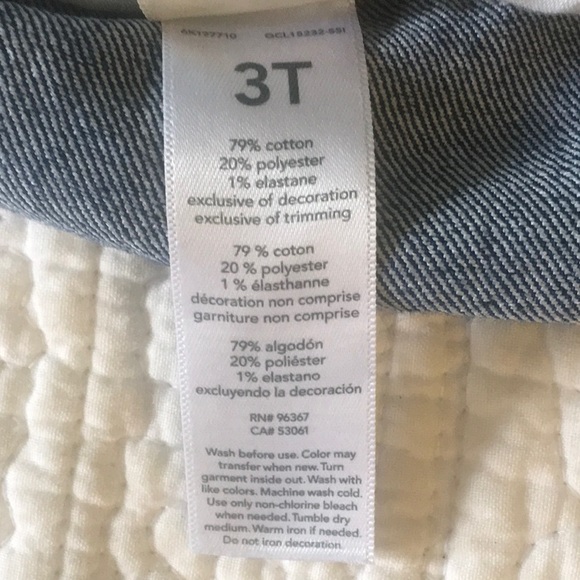 GCL15232-SSI
3T
79% cotton
20% polyester
1% elastane
exclusive of decoration
exclusive of trimming
79 % coton
20 % polyester
1 % élasthanne
décoration non comprise
garniture non comprise
79% algodón
20% poliéster
1% elastano
excluyendo la decoración
RN# 96367
CA# 53061
Wash before use. Color may
transfer when new. Turn
garment inside out. Wash with
like colors. Machine wash cold.
Use only non-chlorine bleach
when needed. Tumble dry
medium. Warm iron if needed.
Do not iron decoration.